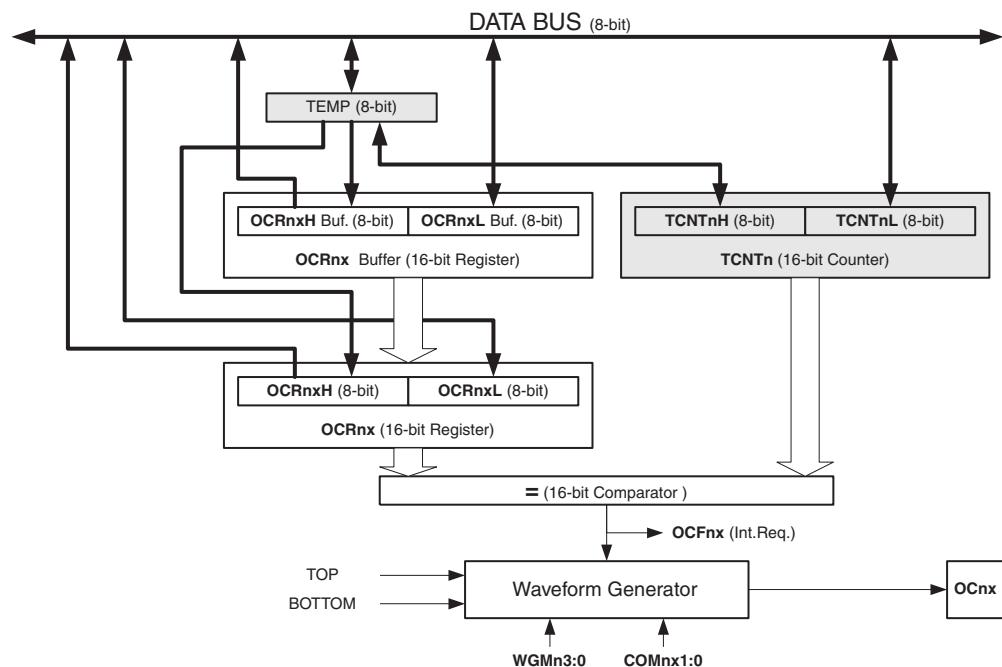 DATA BUS (8-bit)
TEMP (8-bit)
OCRnxH Buf. (8-bit) OCRnxL Buf. (8-bit)
OCRnx Buffer (16-bit Register)
TCNTnH (8-bit) TCNTnL (8-bit)
TCNTn (16-bit Counter)
OCRnxH (8-bit) OCRnxL (8-bit)
OCRnx (16-bit Register)
= (16-bit Comparator )
OCFnx (Int.Req.)
TOP
BOTTOM
Waveform Generator
OCnx
WGMn3:0 COMnx1:0